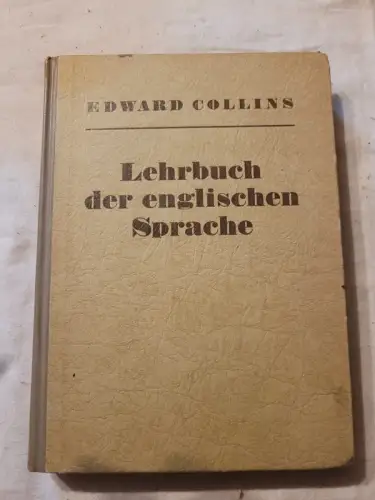 EDWARD COLLINS
Lehrbuch
der englischen
Sprache